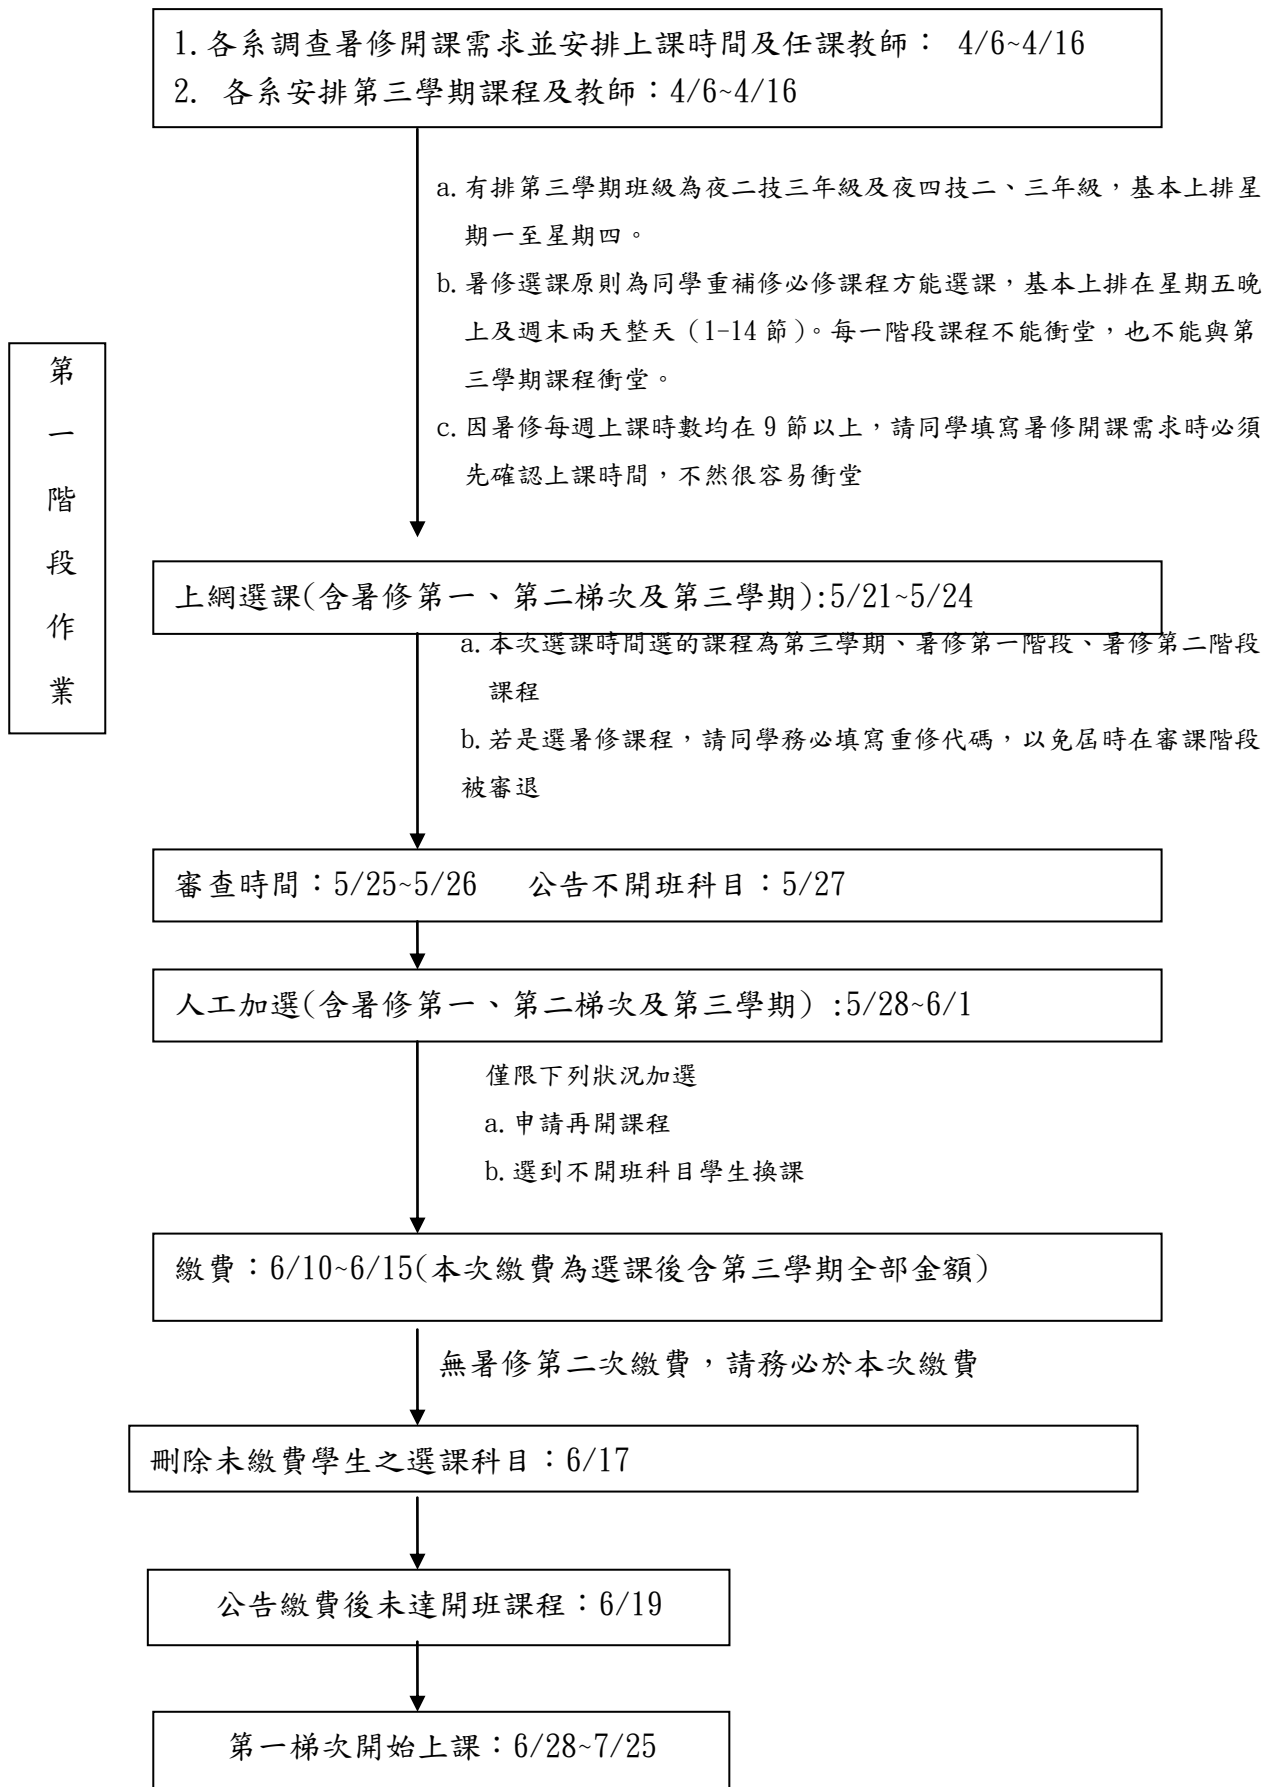 1.各系調查暑修開課需求並安排上課時間及任課教師： 4/6~4/16
2. 各系安排第三學期課程及教師：4/6~4/16
a.有排第三學期班級為夜二技三年級及夜四技二、三年級，基本上排星
期一至星期四。
b.暑修選課原則為同學重補修必修課程方能選課，基本上排在星期五晚
上及週末兩天整天（1-14 節）。每一階段課程不能衝堂，也不能與第
三學期課程衝堂。
c.因暑修每週上課時數均在 9 節以上，請同學填寫暑修開課需求時必須
先確認上課時間，不然很容易衝堂
第
一
階
段
作
業
上網選課(含暑修第一、第二梯次及第三學期):5/21~5/24
a.本次選課時間選的課程為第三學期、暑修第一階段、暑修第二階段
課程
b.若是選暑修課程，請同學務必填寫重修代碼，以免屆時在審課階段
被審退
審查時間：5/25~5/26 公告不開班科目：5/27
人工加選(含暑修第一、第二梯次及第三學期) :5/28~6/1
僅限下列狀況加選
a.申請再開課程
b.選到不開班科目學生換課
繳費：6/10~6/15(本次繳費為選課後含第三學期全部金額)
無暑修第二次繳費，請務必於本次繳費
刪除未繳費學生之選課科目：6/17
公告繳費後未達開班課程：6/19
第一梯次開始上課：6/28~7/25